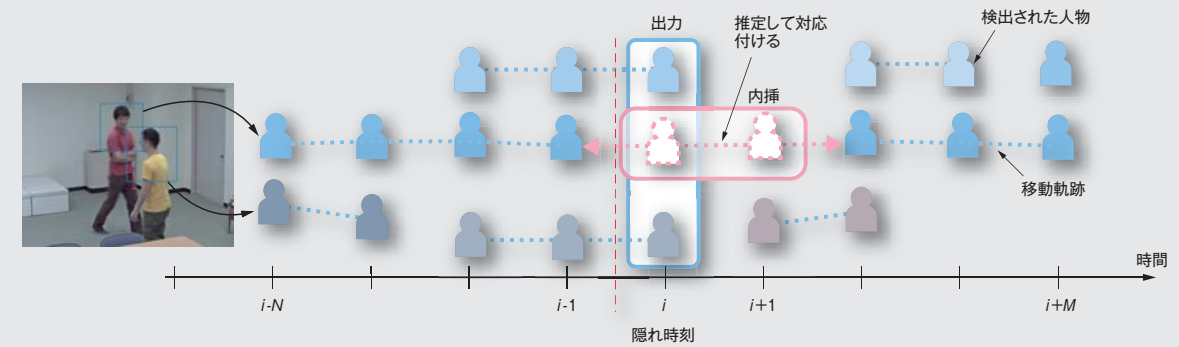 出力
推定して対応
付ける
検出された人物
内挿
移動軌跡
時間
i-N
i-1
i
i+1
i+M
隠れ時刻